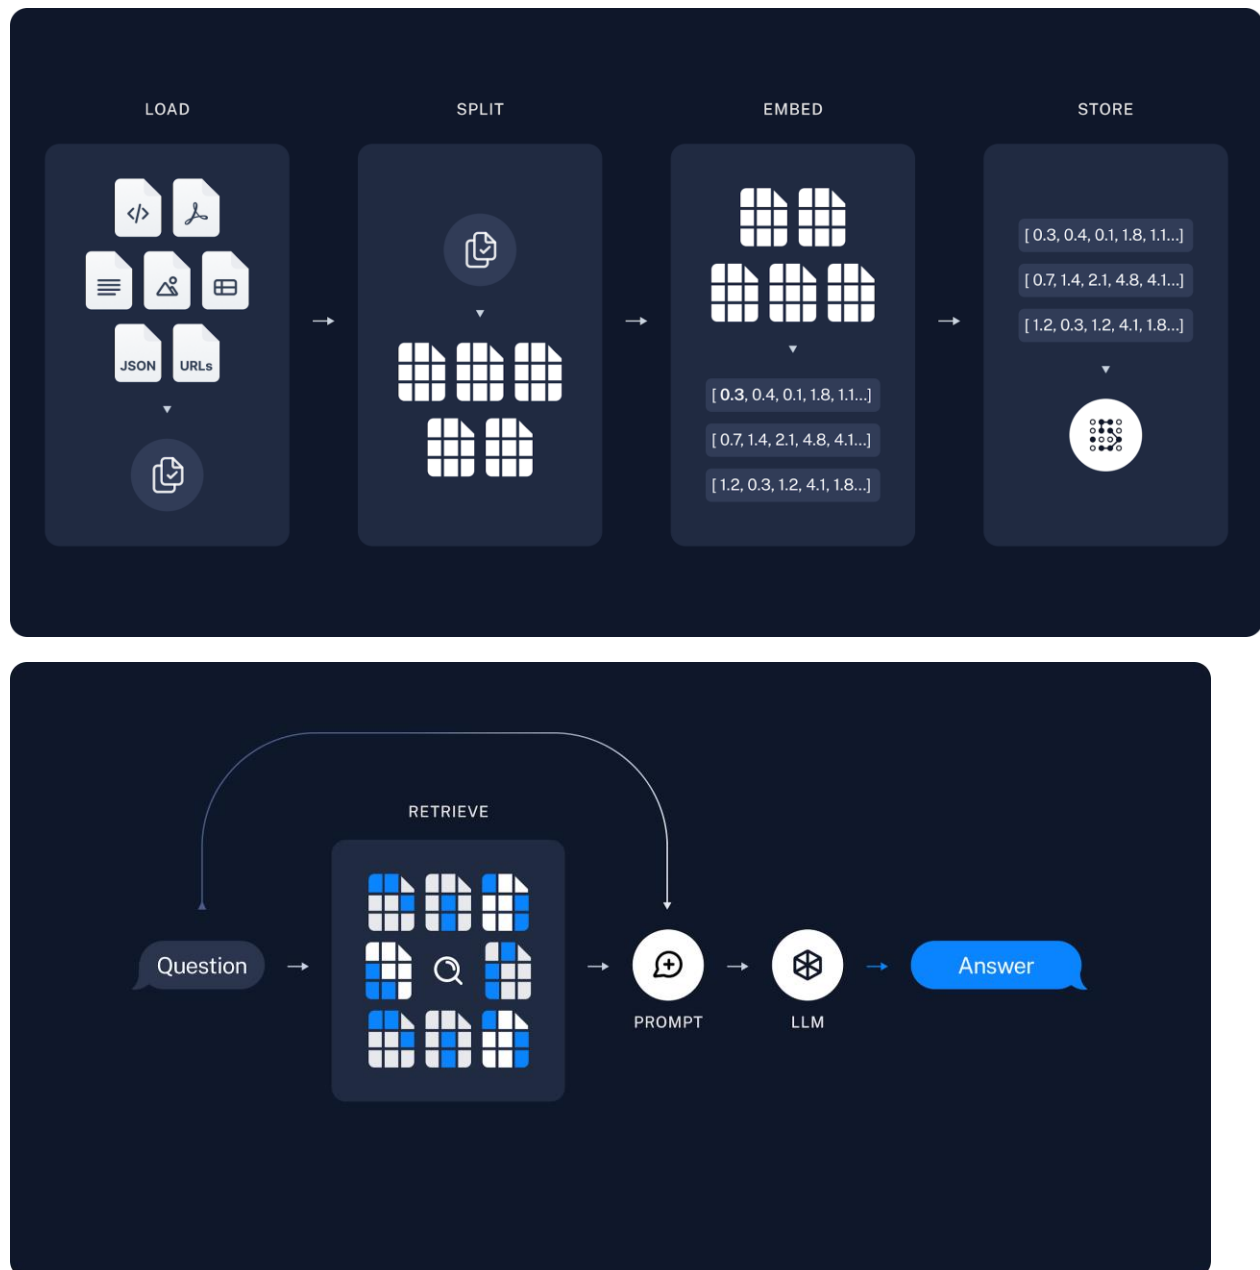 LOAD
SPLIT
EMBED
STORE
</>
JSON
URLs
[ 0.3, 0.4, 0.1, 1.8, 1.1...]
[ 0.7, 1.4, 2.1, 4.8, 4.1...]
[ 1.2, 0.3, 1.2, 4.1, 1.8...]
[ 0.3, 0.4, 0.1, 1.8, 1.1...]
[ 0.7, 1.4, 2.1, 4.8, 4.1...]
[ 1.2, 0.3, 1.2, 4.1, 1.8...]
RETRIEVE
Question
PROMPT
LLM
Answer